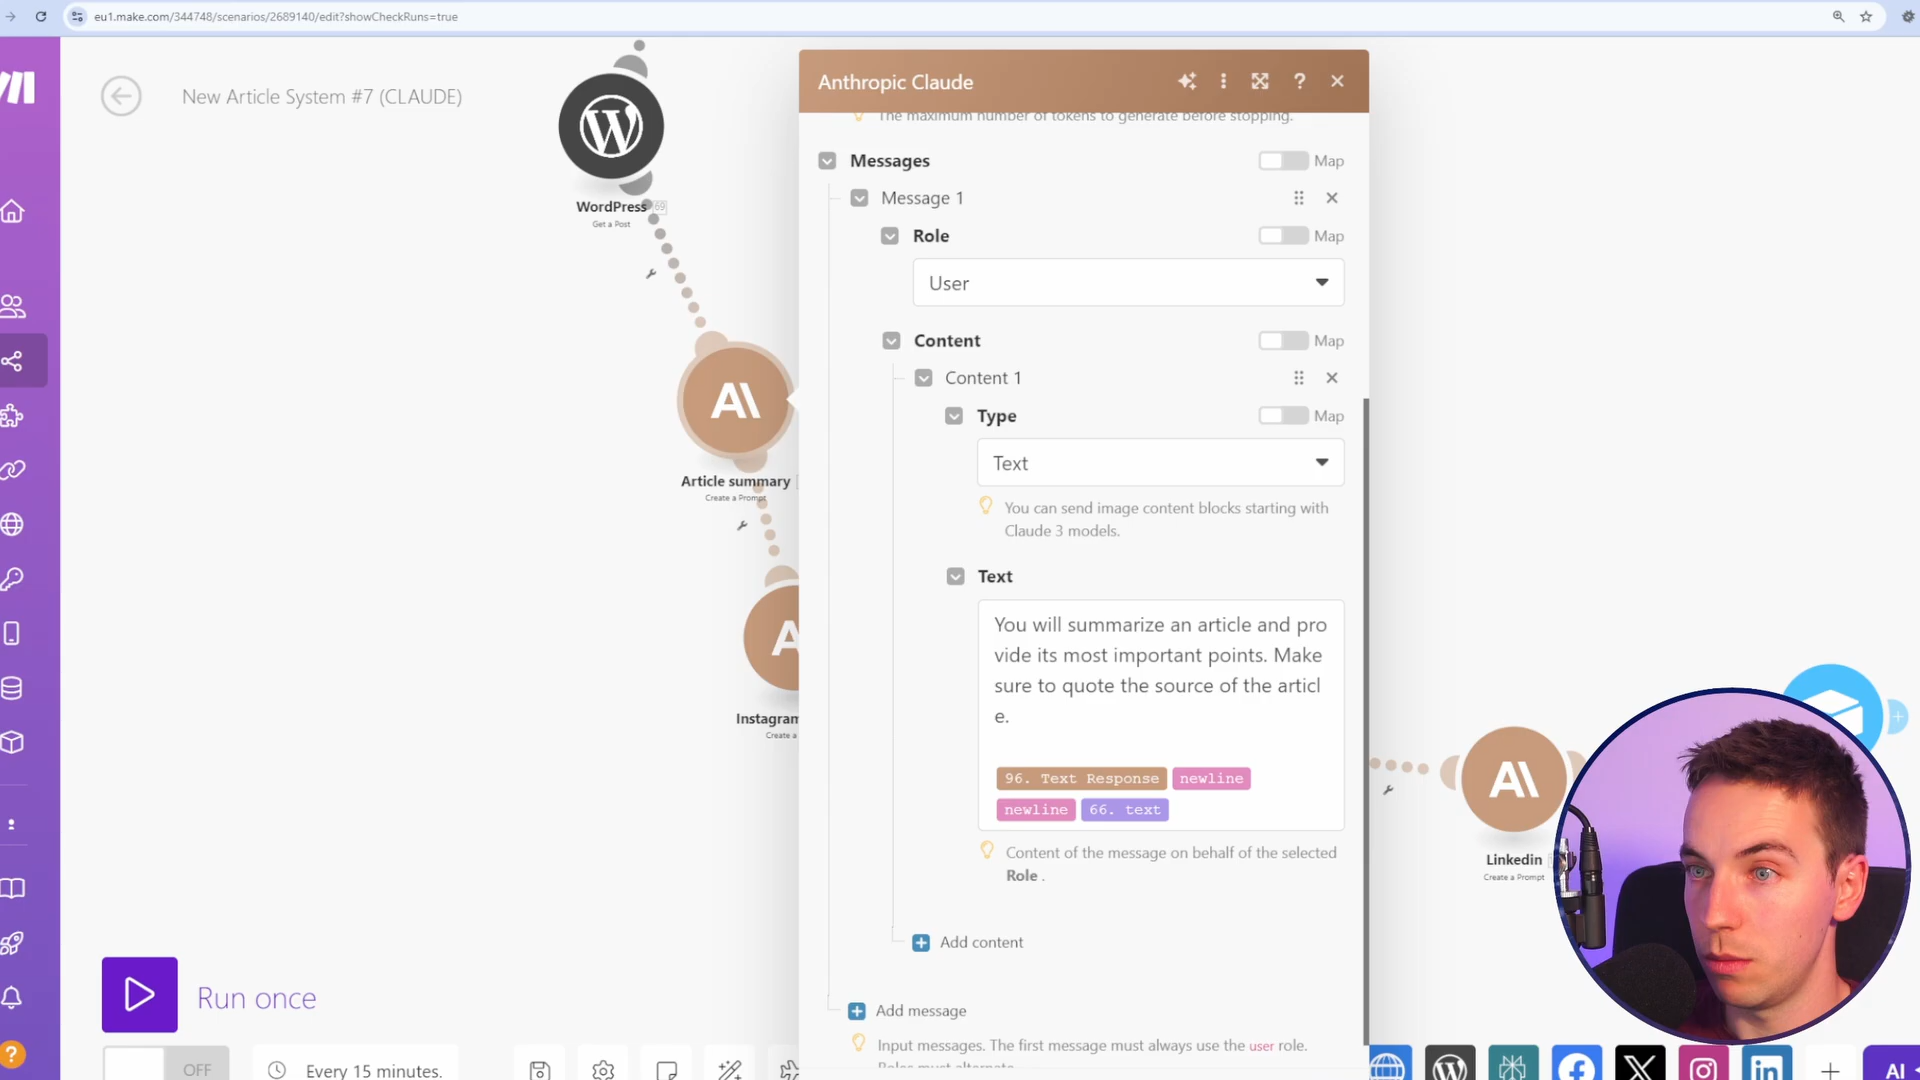 eu1.make.com/344748/scenarios/2689140/edit?showCheckRuns=true
New Article System #7 (CLAUDE)
WordPress 69
Get a Post
Article summary
Create a Prompt
Instagram
Create a
Anthropic Claude
?
The maximum number of tokens to generate before stopping.
Messages
Map
Message 1
Role
Map
User
Content
Map
Content 1
Type
Map
Text
You can send image content blocks starting with
Claude 3 models.
Text
You will summarize an article and pro
vide its most important points. Make
sure to quote the source of the articl
e.
96. Text Response newline
newline 66. text
Content of the message on behalf of the selected
Role .
Add content
Add message
Input messages. The first message must always use the user role.
Roles must alternate.
Linkedin
Create a Prompt
Run once
OFF
Every 15 minutes.
?
AI